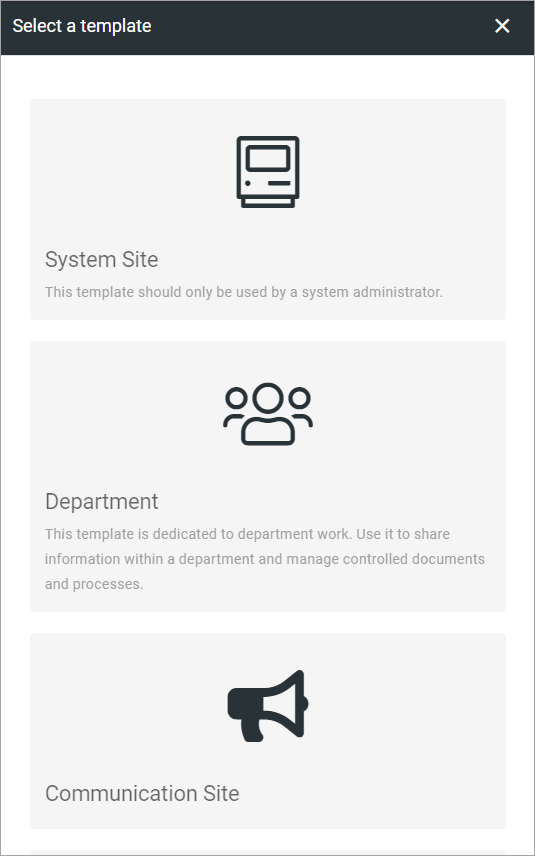 Select a template
System Site
This template should only be used by a system administrator.
Department
This template is dedicated to department work. Use it to share
information within a department and manage controlled documents
and processes.
Communication Site